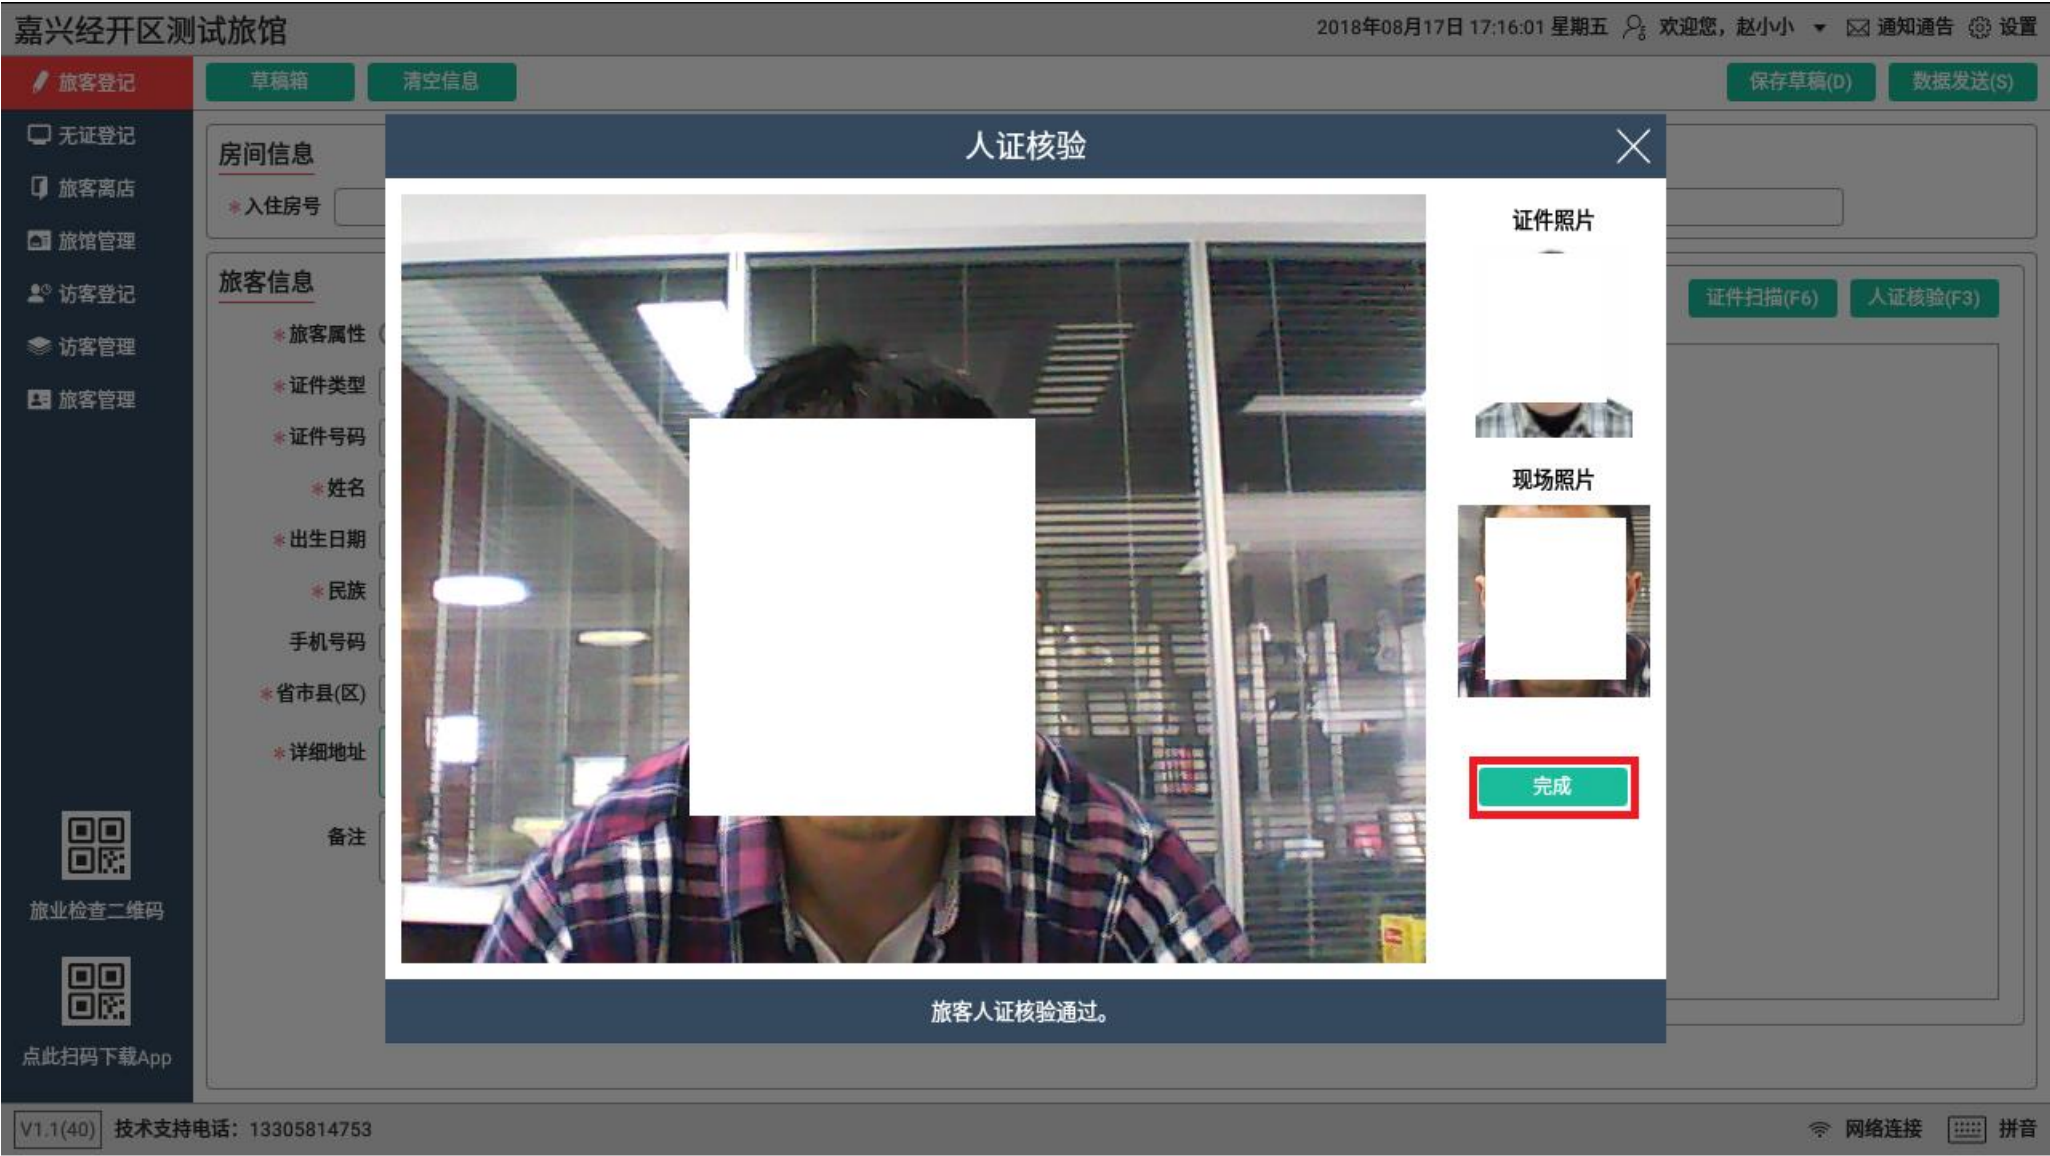 嘉兴经开区测试旅馆
2018年08月17日 17:16:01 星期五 欢迎您，赵小小 通知通告 设置
旅客登记
草稿箱 清空信息 保存草稿(D) 数据发送(S)
无证登记
旅客离店
旅馆管理
访客登记
访客管理
旅客管理
旅业检查二维码
点此扫码下载App
房间信息
*入住房号
旅客信息
证件扫描(F6) 人证核验(F3)
*旅客属性
*证件类型
*证件号码
*姓名
*出生日期
*民族
手机号码
*省市县(区)
*详细地址
备注
人证核验
证件照片
现场照片
完成
旅客人证核验通过。
V1.1(40) 技术支持电话：13305814753
网络连接 拼音